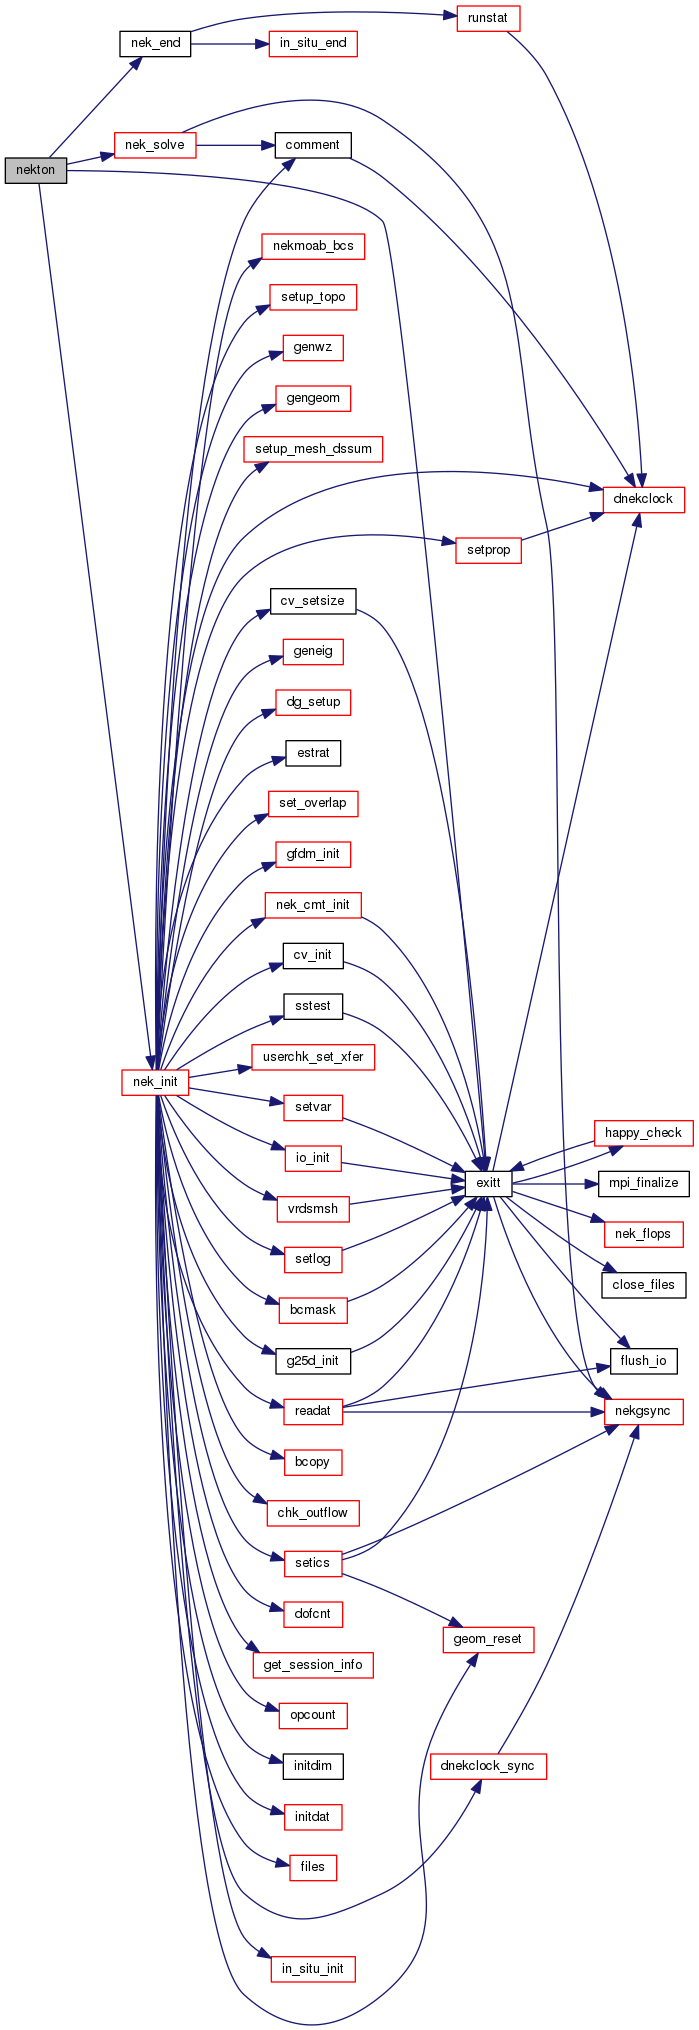 runstat
nek_end
in_situ_end
nek_solve
comment
nekton
nekmoab_bcs
setup_topo
genwz
gengeom
setup_mesh_dssum
dnekclock
setprop
cv_setsize
geneig
dg_setup
estrat
set_overlap
gfdm_init
nek_cmt_init
cv_init
sstest
userchk_set_xfer
nek_init
setvar
happy_check
io_init
exitt
mpi_finalize
vrdsmsh
nek_flops
setlog
close_files
bcmask
g25d_init
flush_io
readat
nekgsync
bcopy
chk_outflow
setics
dofcnt
geom_reset
get_session_info
opcount
initdim
dnekclock_sync
initdat
files
in_situ_init